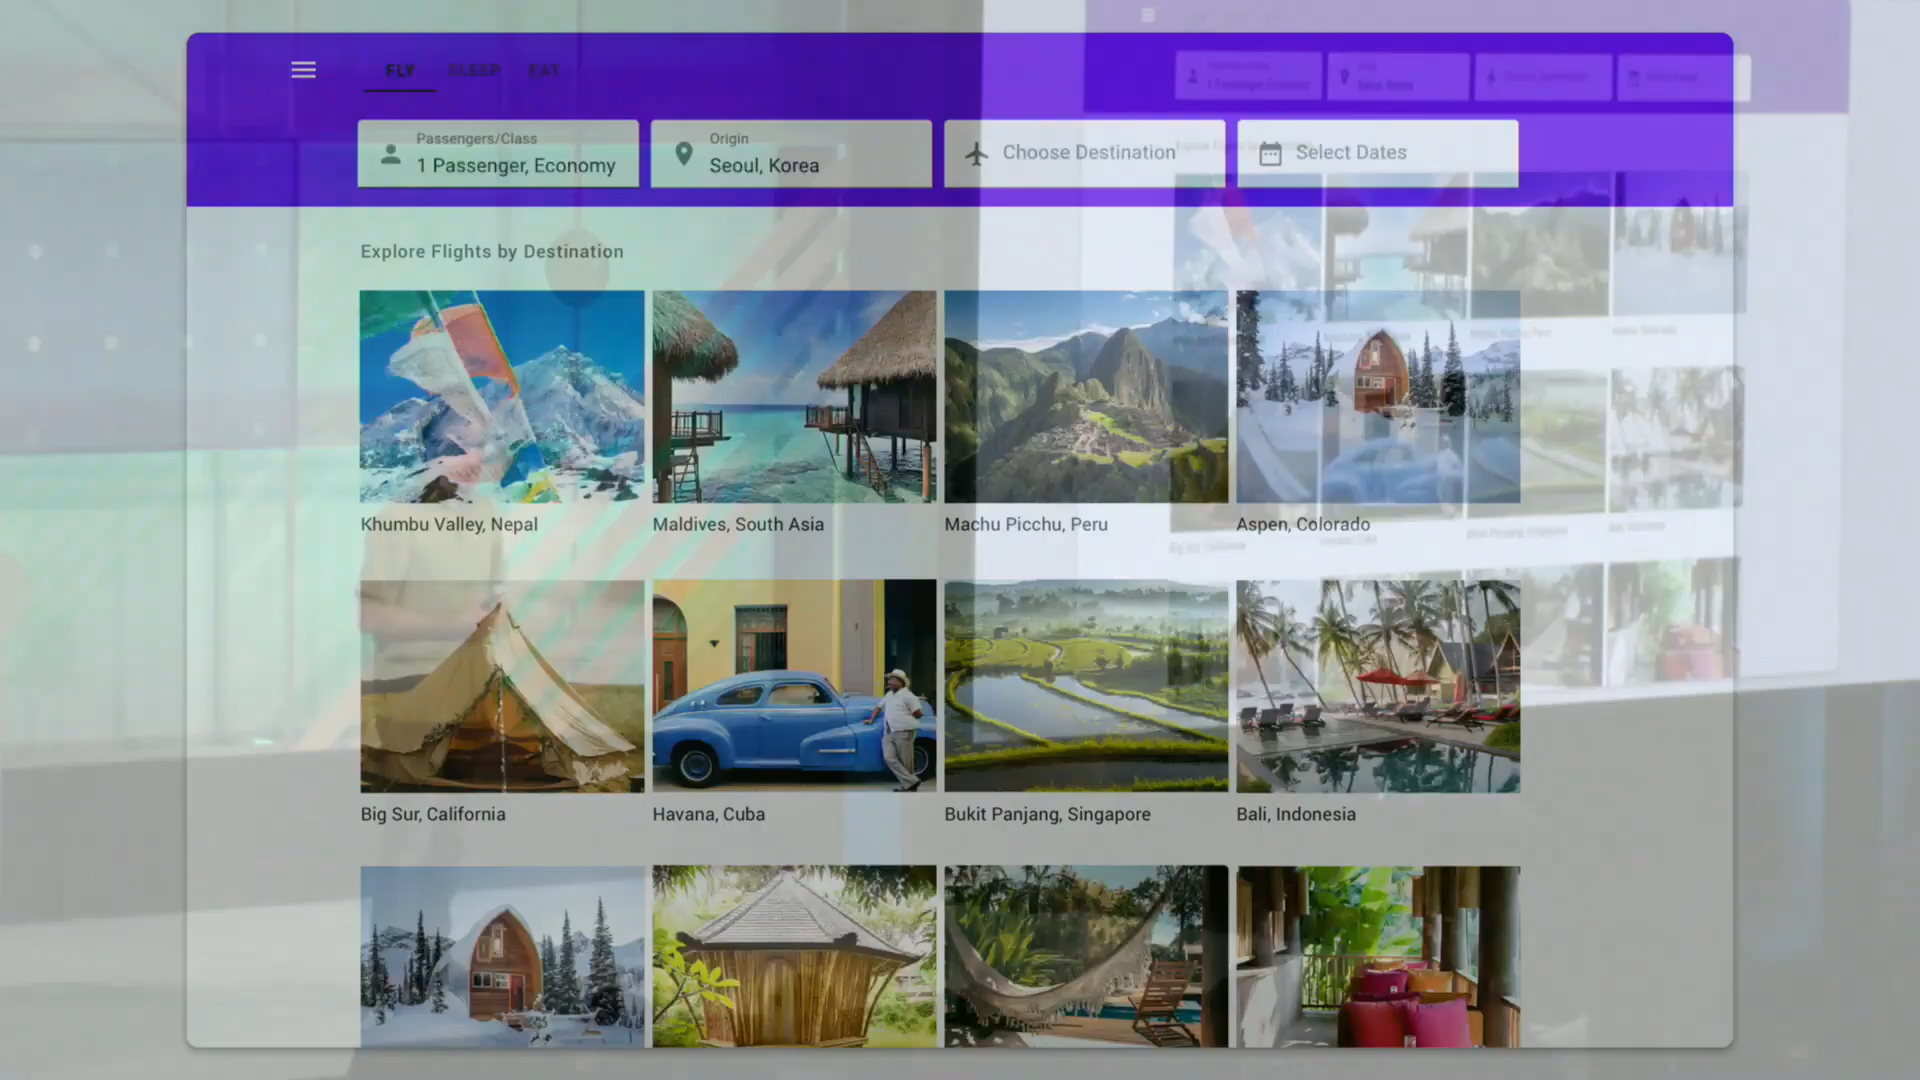 FLY SLEEP EAT
Passengers/Class
1 Passenger, Economy
Origin
Seoul, Korea
Choose Destination
Select Dates
Explore Flights by Destination
Khumbu Valley, Nepal
Maldives, South Asia
Machu Picchu, Peru
Aspen, Colorado
Big Sur, California
Havana, Cuba
Bukit Panjang, Singapore
Bali, Indonesia